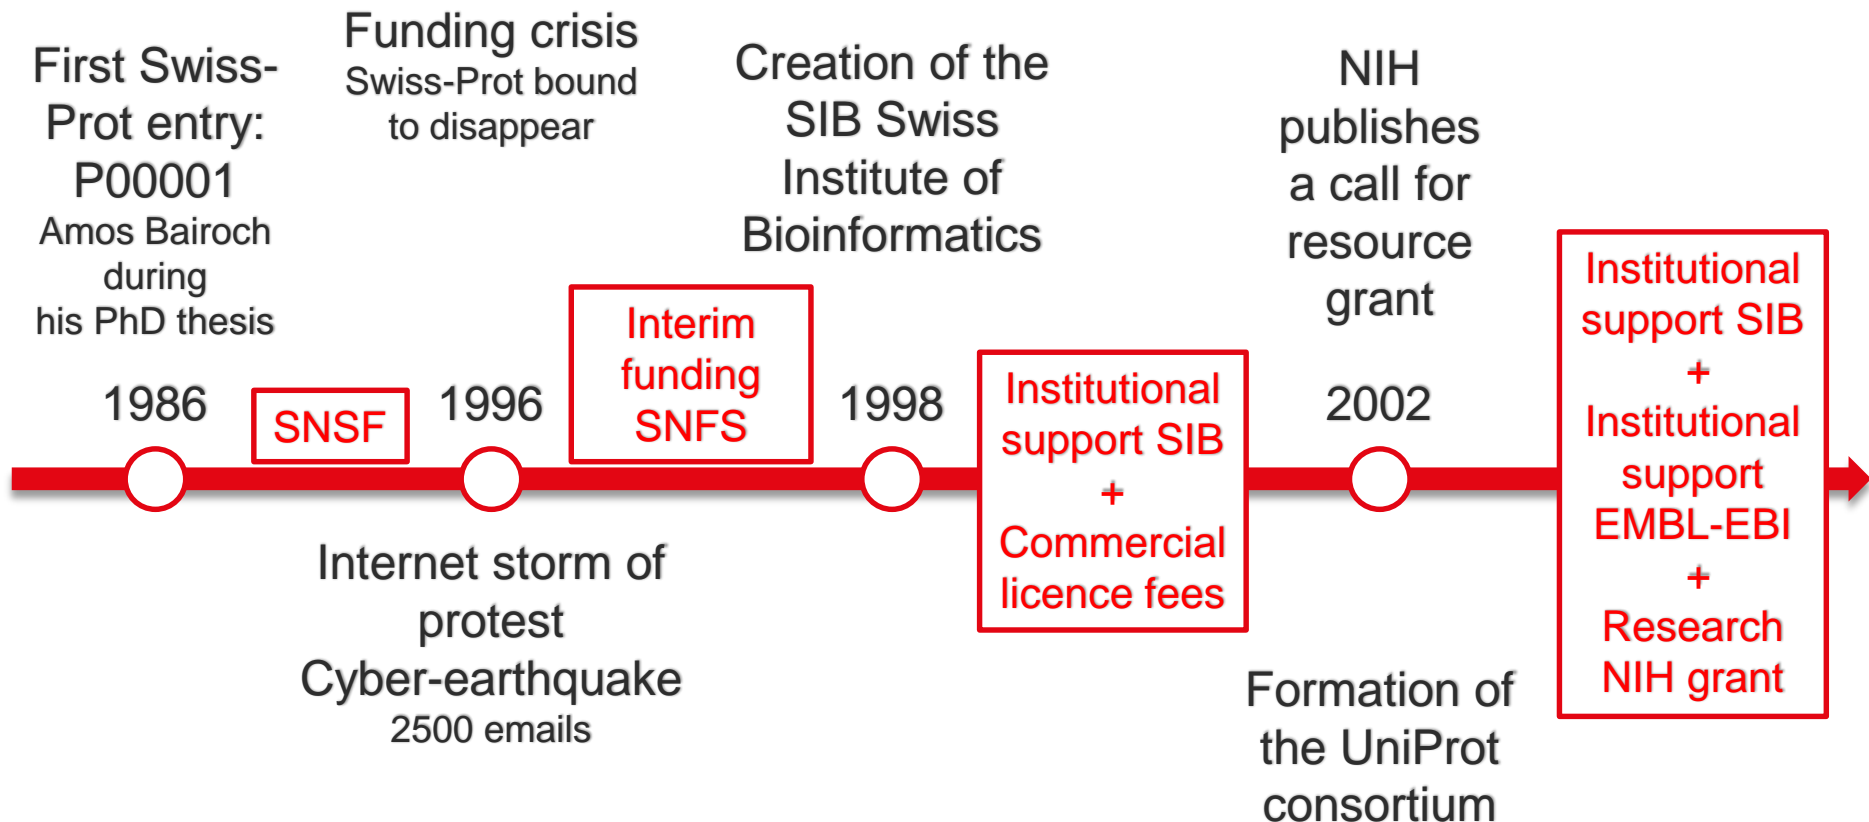 First Swiss-
Prot entry:
P00001
Amos Bairoch
during
his PhD thesis
1986
SNSF
Funding crisis
Swiss-Prot bound
to disappear
1996
Internet storm of
protest
Cyber-earthquake
2500 emails
Interim
funding
SNFS
Creation of the
SIB Swiss
Institute of
Bioinformatics
1998
Institutional
support SIB
+
Commercial
licence fees
NIH
publishes
a call for
resource
grant
2002
Formation of
the UniProt
consortium
Institutional
support SIB
+
Institutional
support
EMBL-EBI
+
Research
NIH grant